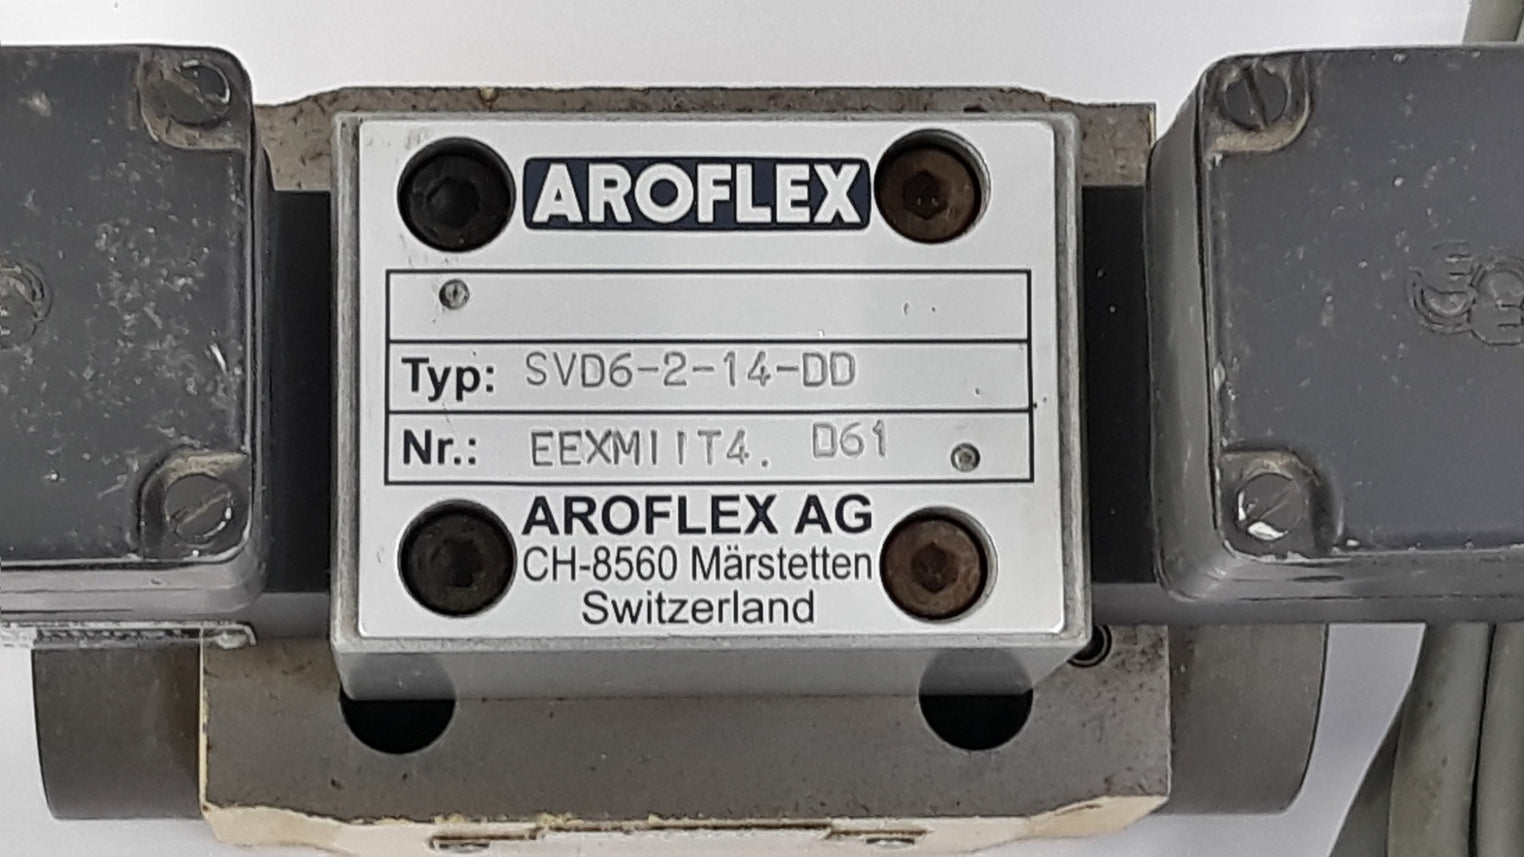 AROFLEX
Typ: SVD6-2-14-DD
Nr.: EEXMIIT4. D61
AROFLEX AG
CH-8560 Märstetten
Switzerland